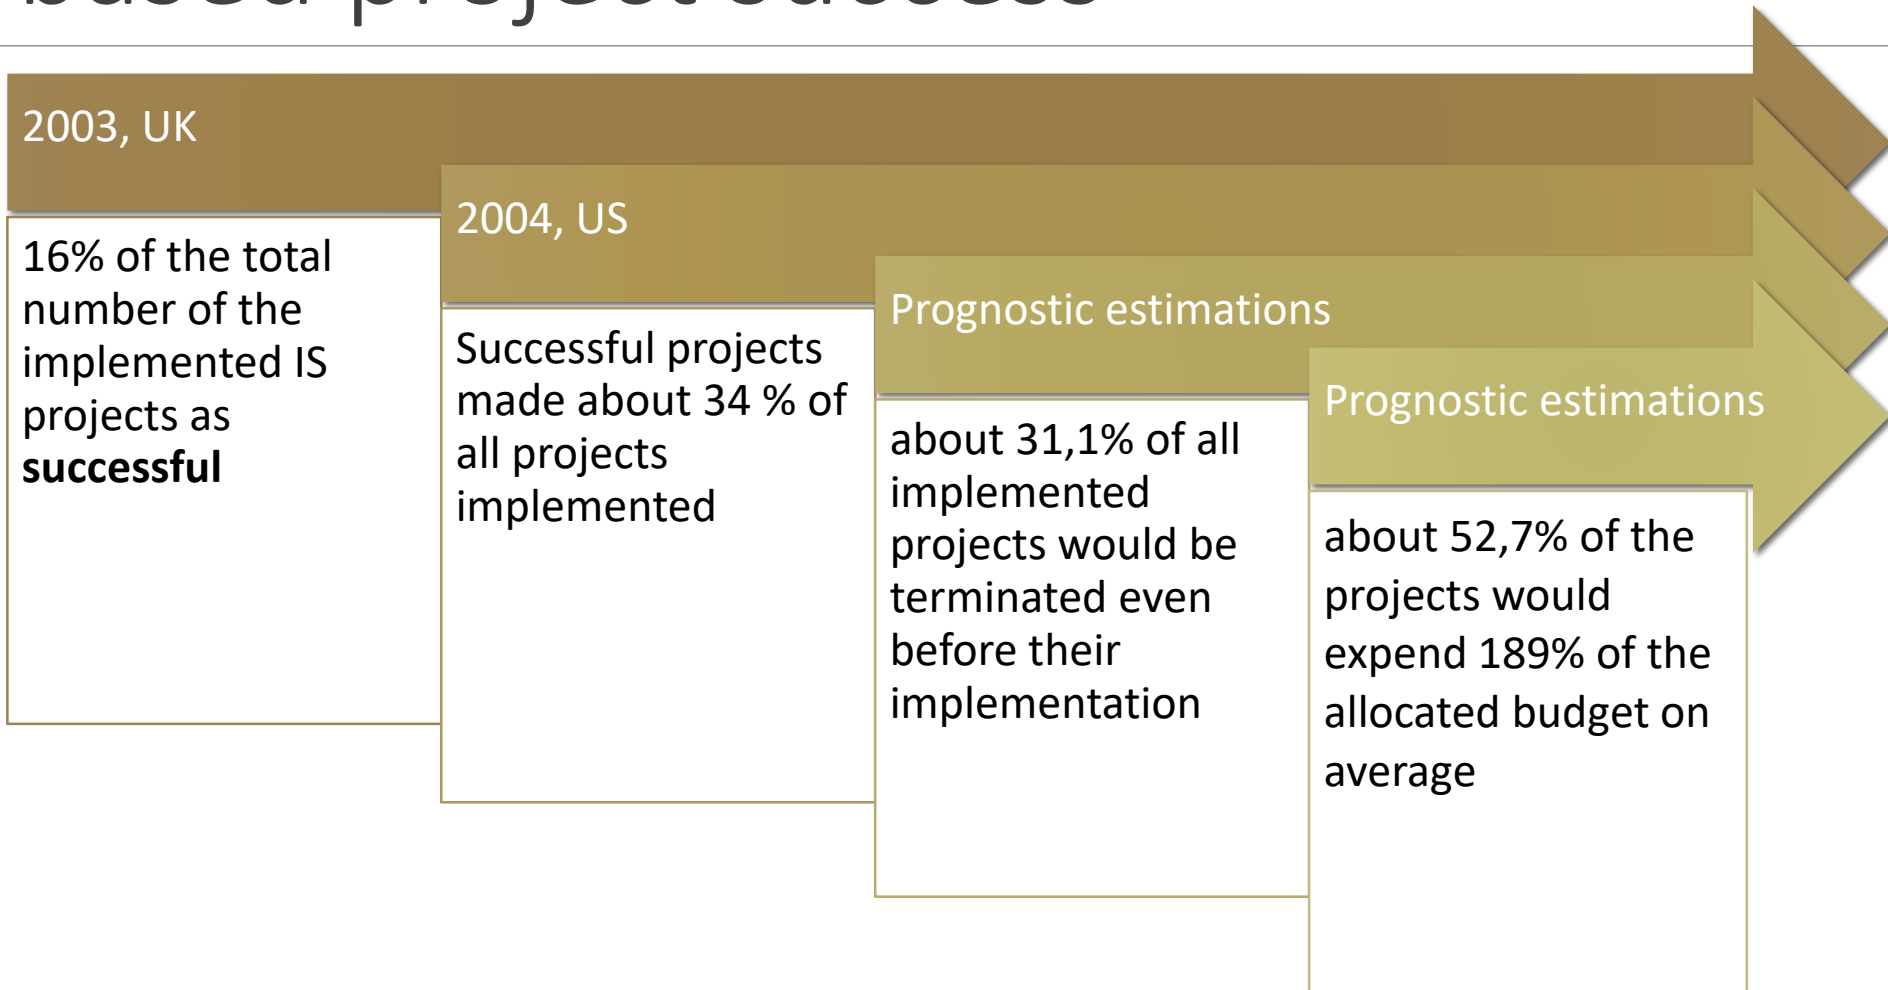 based project success
2003, UK
16% of the total
number of the
implemented IS
projects as
successful
2004, US
Successful projects
made about 34 % of
all projects
implemented
Prognostic estimations
about 31,1% of all
implemented
projects would be
terminated even
before their
implementation
Prognostic estimations
about 52,7% of the
projects would
expend 189% of the
allocated budget on
average